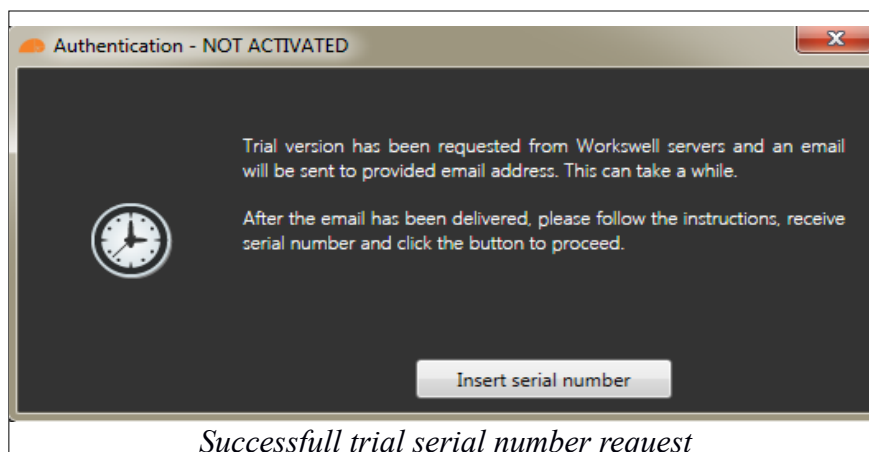 Authentication - NOT ACTIVATED
Trial version has been requested from Workswell servers and an email
will be sent to provided email address. This can take a while.
After the email has been delivered, please follow the instructions, receive
serial number and click the button to proceed.
Insert serial number
Successfull trial serial number request